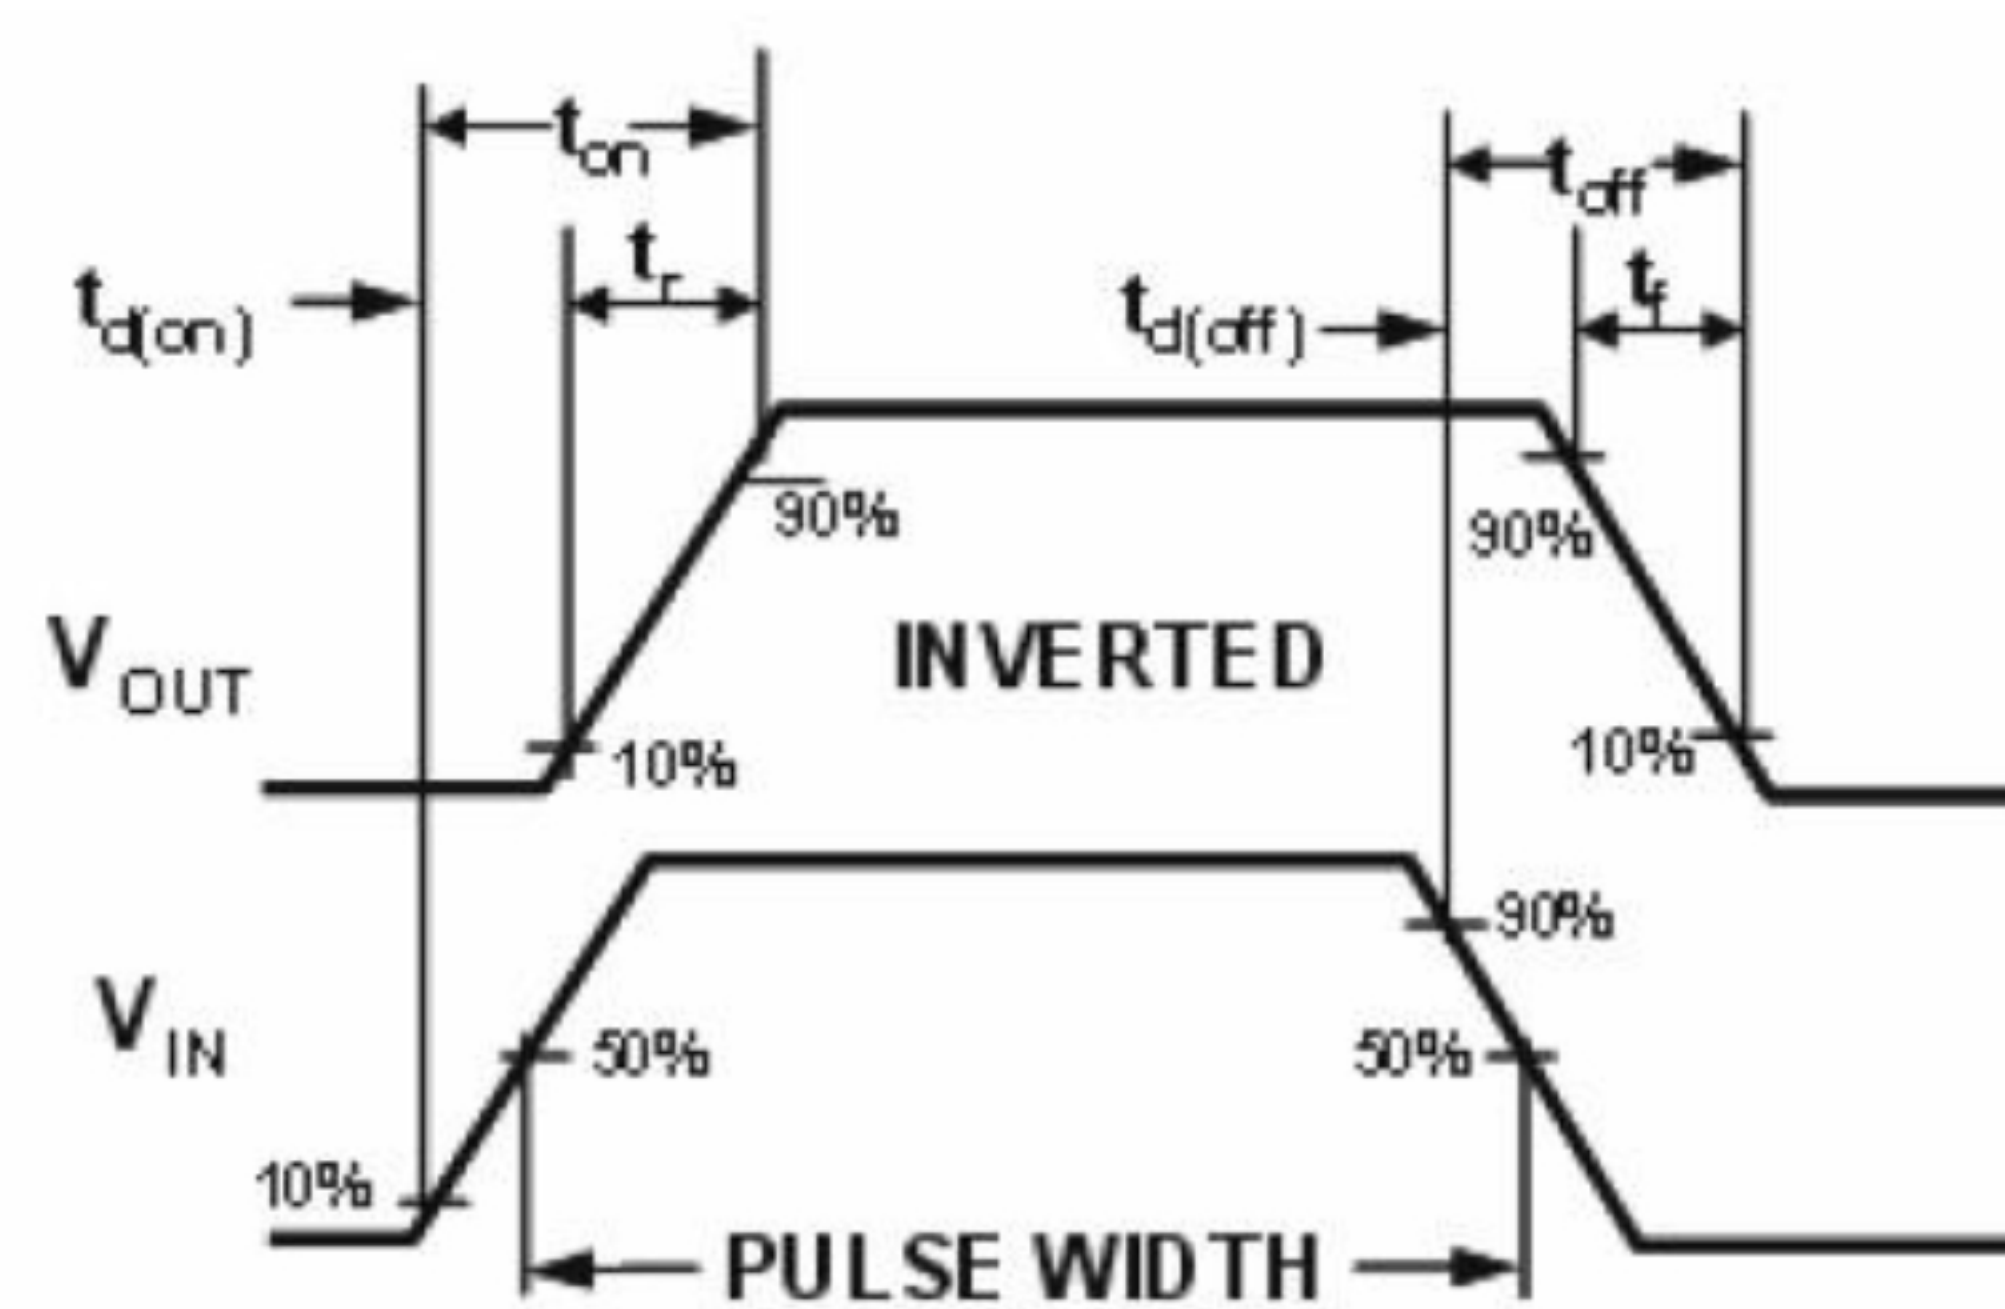 ton
toff
tr
tf
td(on)
td(off)
90%
90%
VOUT
INVERTED
10%
10%
90%
VIN
50%
50%
10%
PULSE WIDTH